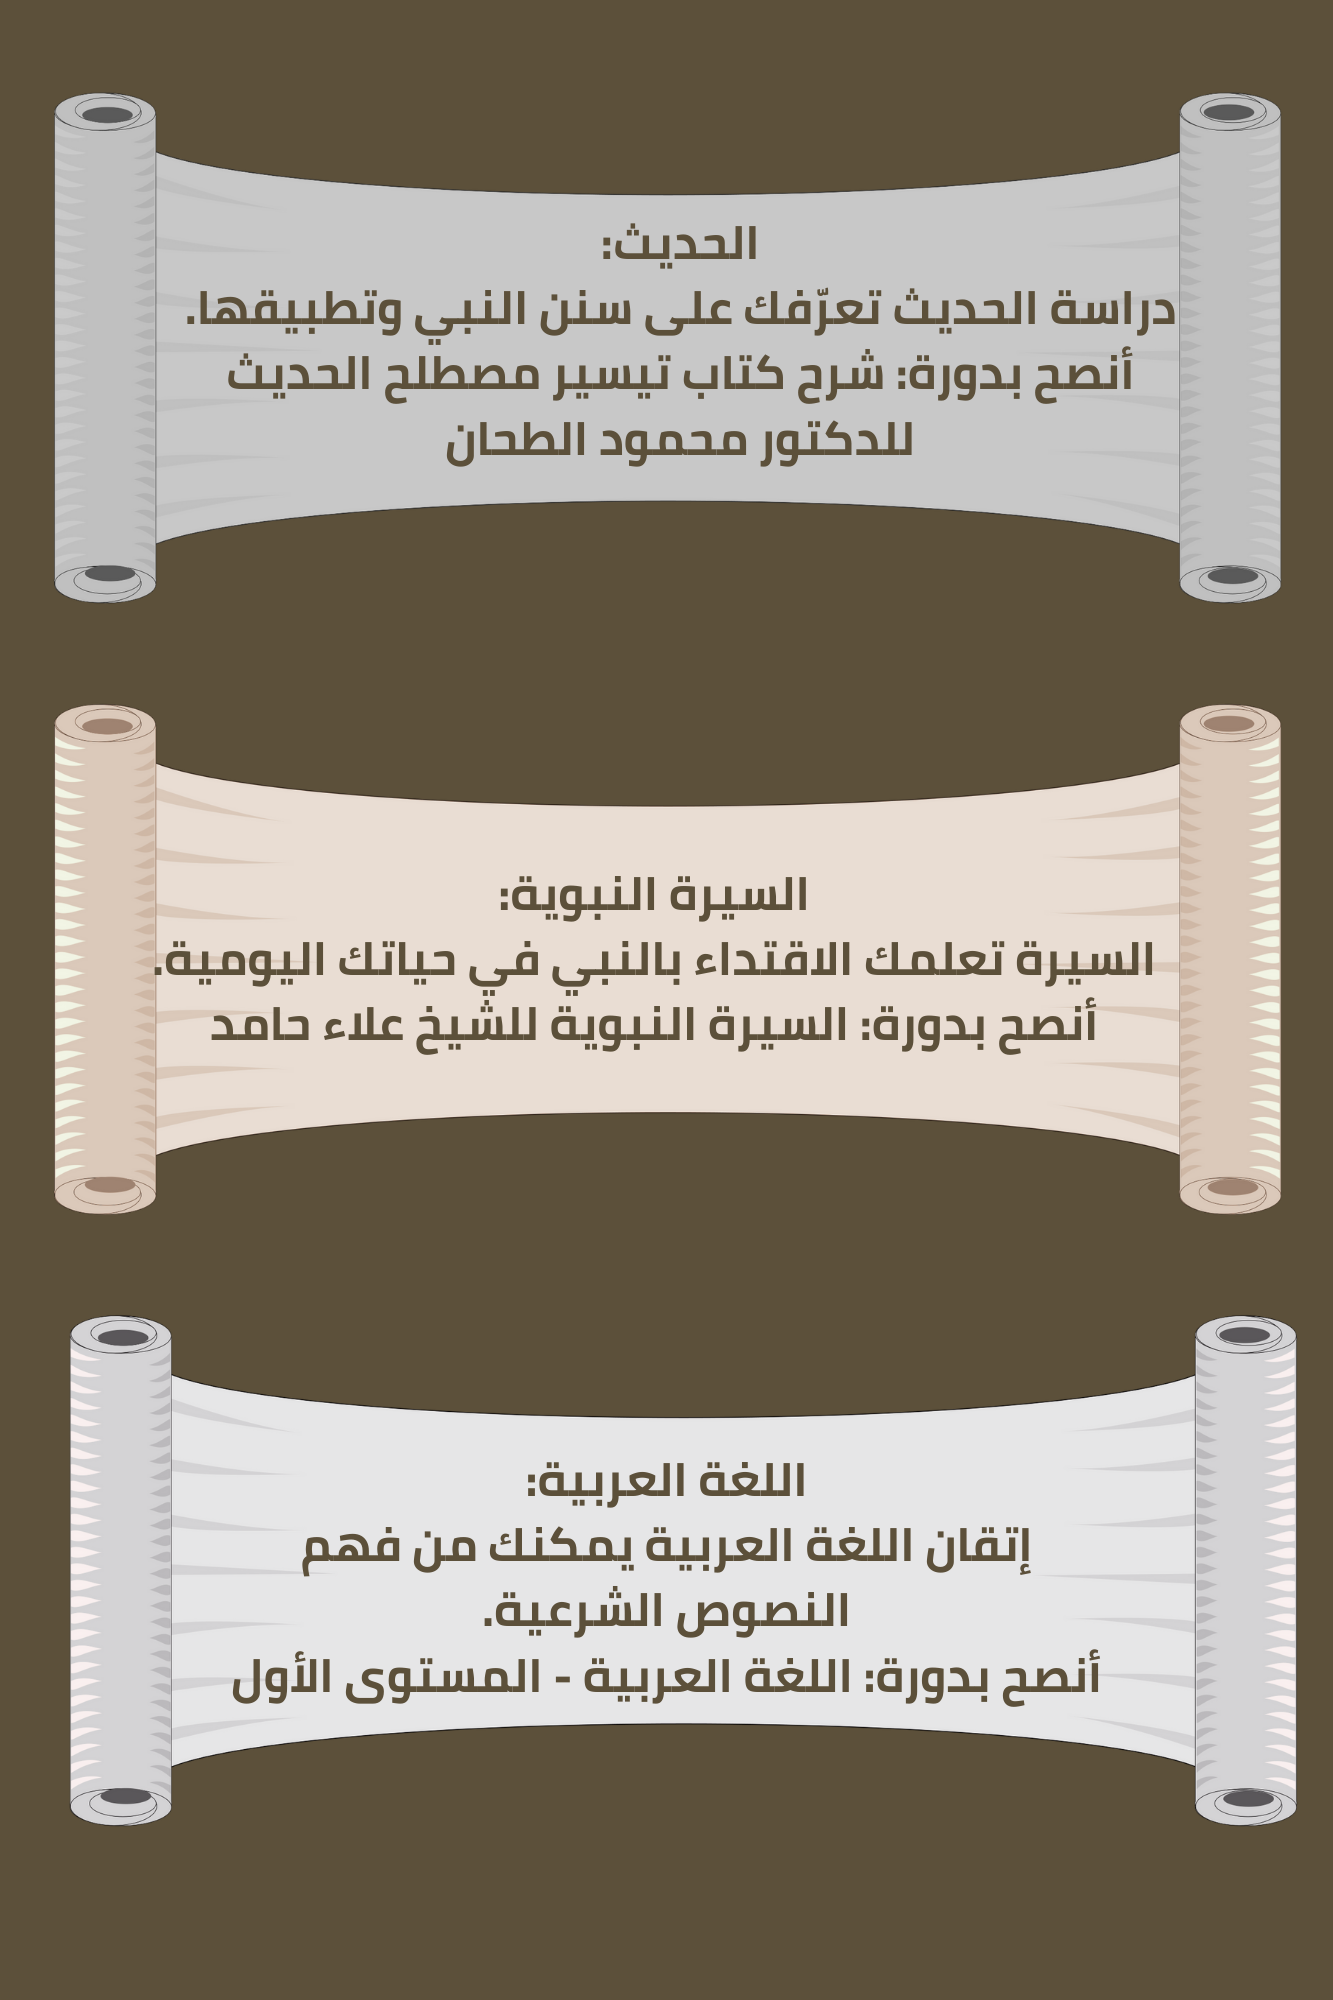 الحديث:
دراسة الحديث تعرّفك على سنن النبي وتطبيقها.
أنصح بدورة: شرح كتاب تيسير مصطلح الحديث
للدكتور محمود الطحان
السيرة النبوية:
السيرة تعلمك الاقتداء بالنبي في حياتك اليومية.
أنصح بدورة: السيرة النبوية للشيخ علاء حامد
اللغة العربية:
إتقان اللغة العربية يمكنك من فهم
النصوص الشرعية.
أنصح بدورة: اللغة العربية - المستوى الأول